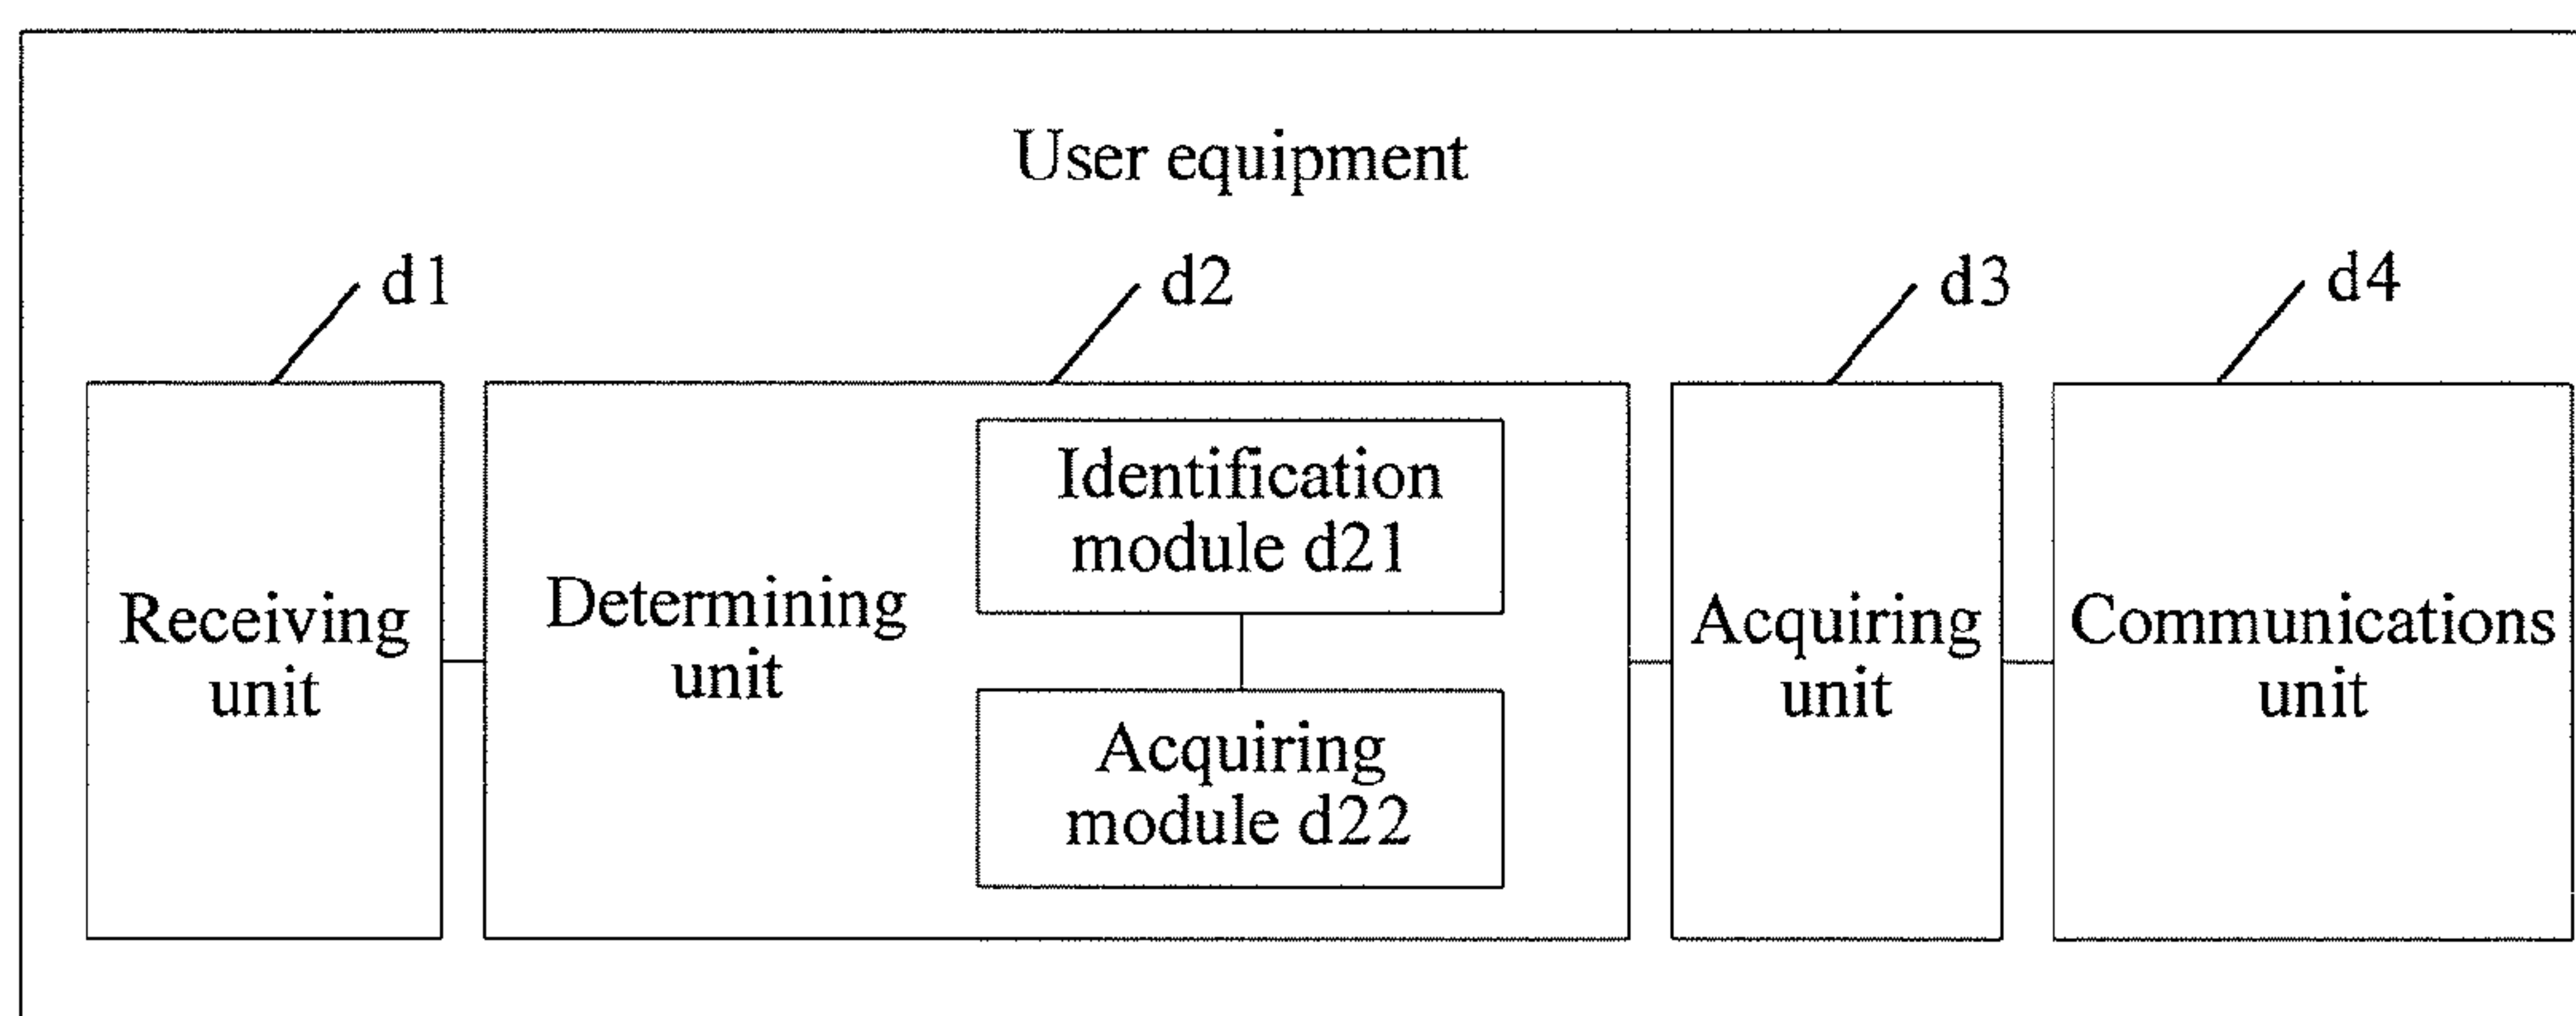 User equipment
d1
d2
d3
d4
Receiving
unit
Determining
unit
Identification
module d21
Acquiring
module d22
Acquiring
unit
Communications
unit